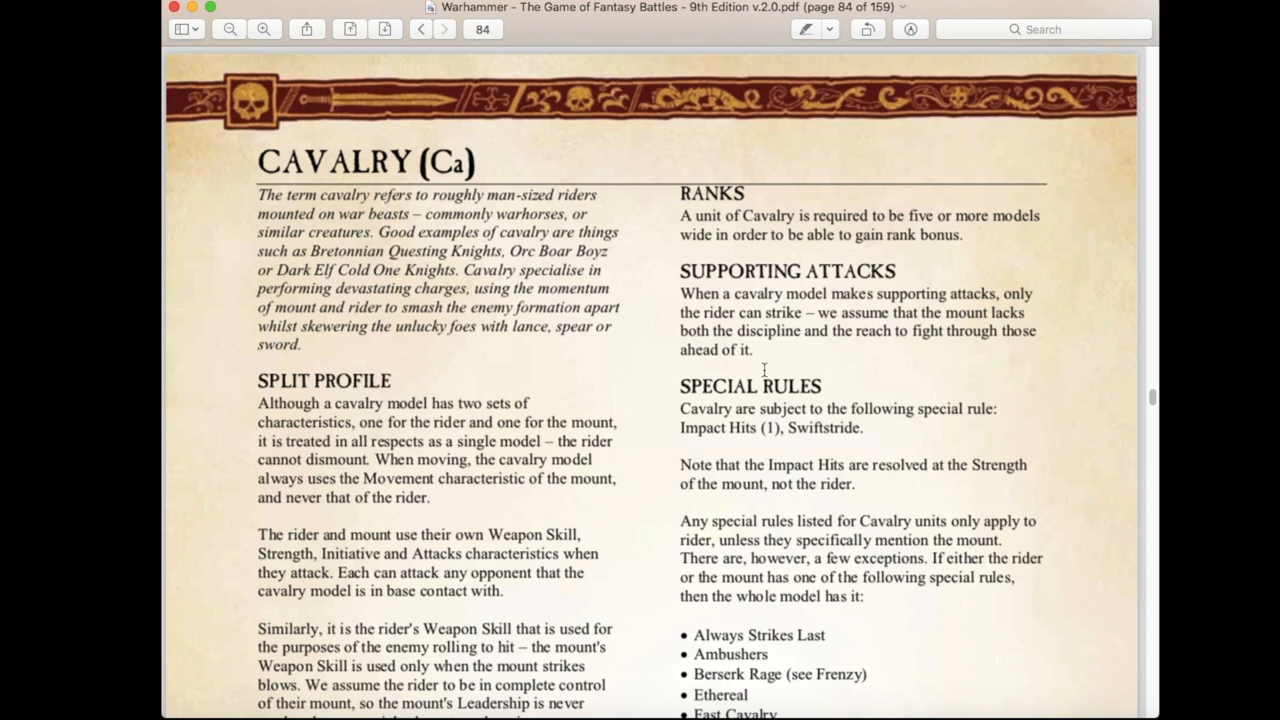 Warhammer - The Game of Fantasy Battles - 9th Edition v.2.0.pdf (page 84 of 159)
84
Search
CAVALRY (Ca)
The term cavalry refers to roughly man-sized riders
mounted on war beasts – commonly warhorses, or
similar creatures. Good examples of cavalry are things
such as Bretonnian Questing Knights, Orc Boar Boyz
or Dark Elf Cold One Knights. Cavalry specialise in
performing devastating charges, using the momentum
of mount and rider to smash the enemy formation apart
whilst skewering the unlucky foes with lance, spear or
sword.
SPLIT PROFILE
Although a cavalry model has two sets of
characteristics, one for the rider and one for the mount,
it is treated in all respects as a single model – the rider
cannot dismount. When moving, the cavalry model
always uses the Movement characteristic of the mount,
and never that of the rider.
The rider and mount use their own Weapon Skill,
Strength, Initiative and Attacks characteristics when
they attack. Each can attack any opponent that the
cavalry model is in base contact with.
Similarly, it is the rider's Weapon Skill that is used for
the purposes of the enemy rolling to hit – the mount's
Weapon Skill is used only when the mount strikes
blows. We assume the rider to be in complete control
of their mount, so the mount's Leadership is never
RANKS
A unit of Cavalry is required to be five or more models
wide in order to be able to gain rank bonus.
SUPPORTING ATTACKS
When a cavalry model makes supporting attacks, only
the rider can strike – we assume that the mount lacks
both the discipline and the reach to fight through those
ahead of it.
SPECIAL RULES
Cavalry are subject to the following special rule:
Impact Hits (1), Swiftstride.
Note that the Impact Hits are resolved at the Strength
of the mount, not the rider.
Any special rules listed for Cavalry units only apply to
rider, unless they specifically mention the mount.
There are, however, a few exceptions. If either the rider
or the mount has one of the following special rules,
then the whole model has it:
• Always Strikes Last
• Ambushers
• Berserk Rage (see Frenzy)
• Ethereal
• Fast Cavalry